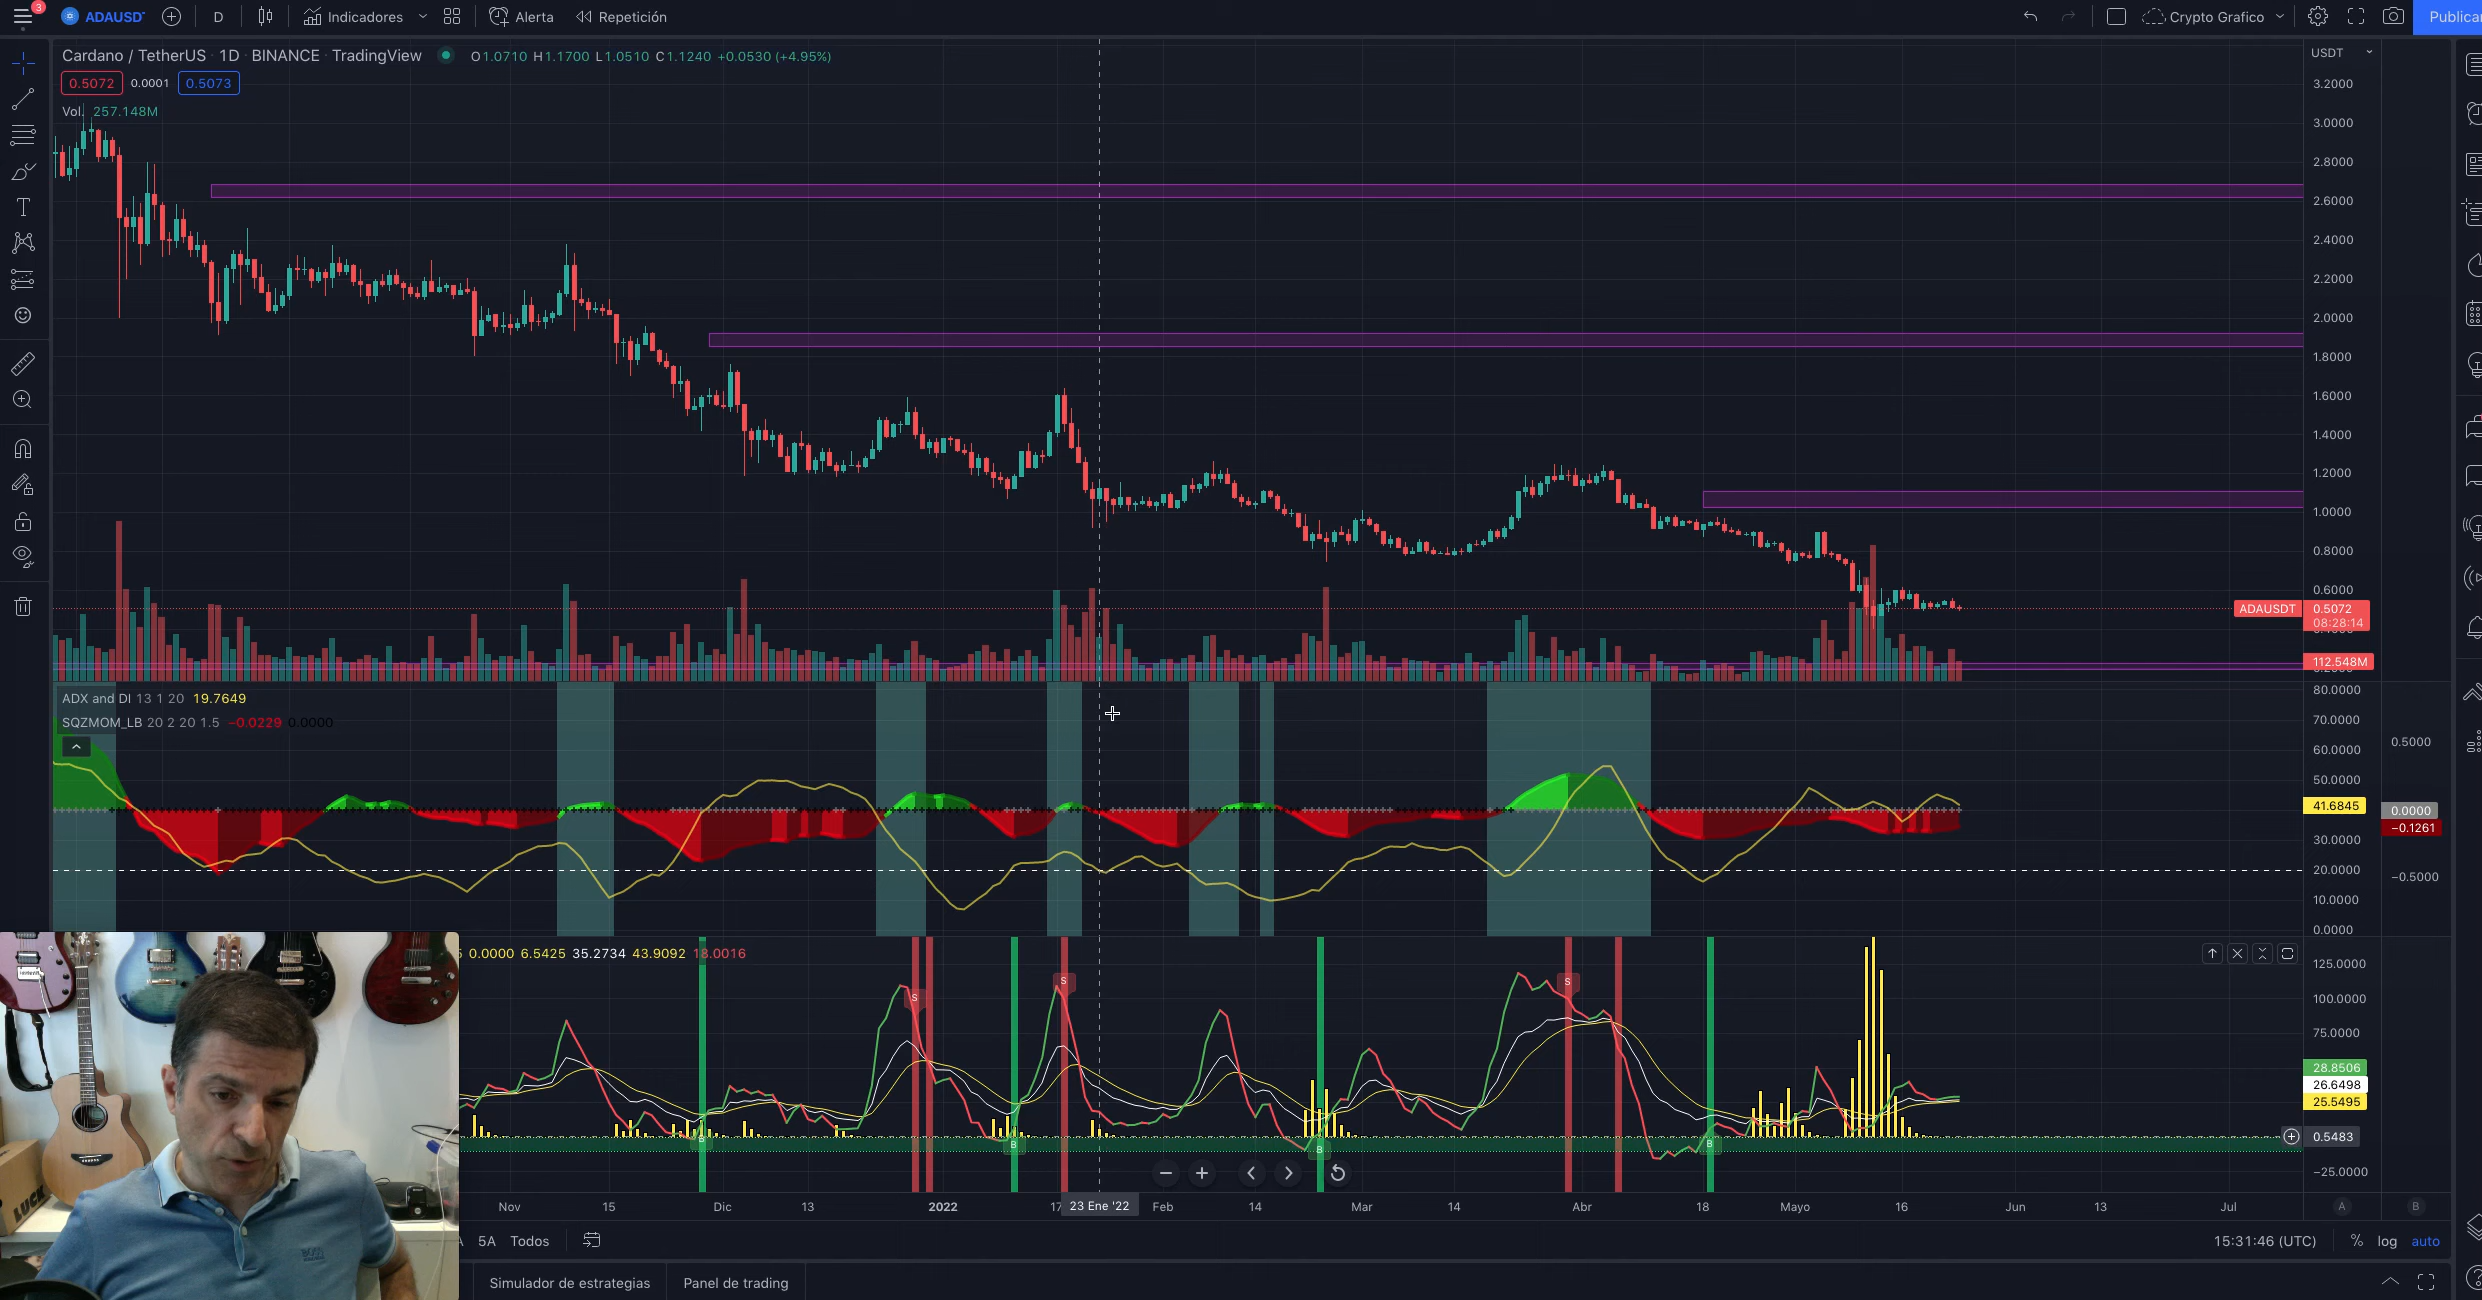 3
ADAUSDT
D
Indicadores
Alerta
Repetición
Crypto Grafico
Publicar
Cardano / TetherUS · 1D · BINANCE · TradingView
O1.0710 H1.1700 L1.0510 C1.1240 +0.0530 (+4.95%)
USDT
0.5072
0.0001
0.5073
Vol. 257.148M
3.2000
3.0000
2.8000
2.6000
2.4000
2.2000
2.0000
1.8000
1.6000
1.4000
1.2000
1.0000
0.8000
0.6000
ADAUSDT 0.5072
08:28:14
112.548M
ADX and DI 13 1 20 19.7649
SQZMOM_LB 20 2 20 1.5 −0.0229 0.0000
80.0000
70.0000
60.0000
50.0000
41.6845
30.0000
20.0000
10.0000
0.0000
0.5000
0.0000
−0.1261
−0.5000
0.0000 6.5425 35.2734 43.9092 18.0016
S
S
S
B
B
B
B
125.0000
100.0000
75.0000
28.8506
26.6498
25.5495
0.5483
−25.0000
Nov 15 Dic 13 2022 17 23 Ene '22 Feb 14 Mar 14 Abr 18 Mayo 16 Jun 13 Jul
A
B
5A Todos
15:31:46 (UTC) % log auto
Simulador de estrategias
Panel de trading